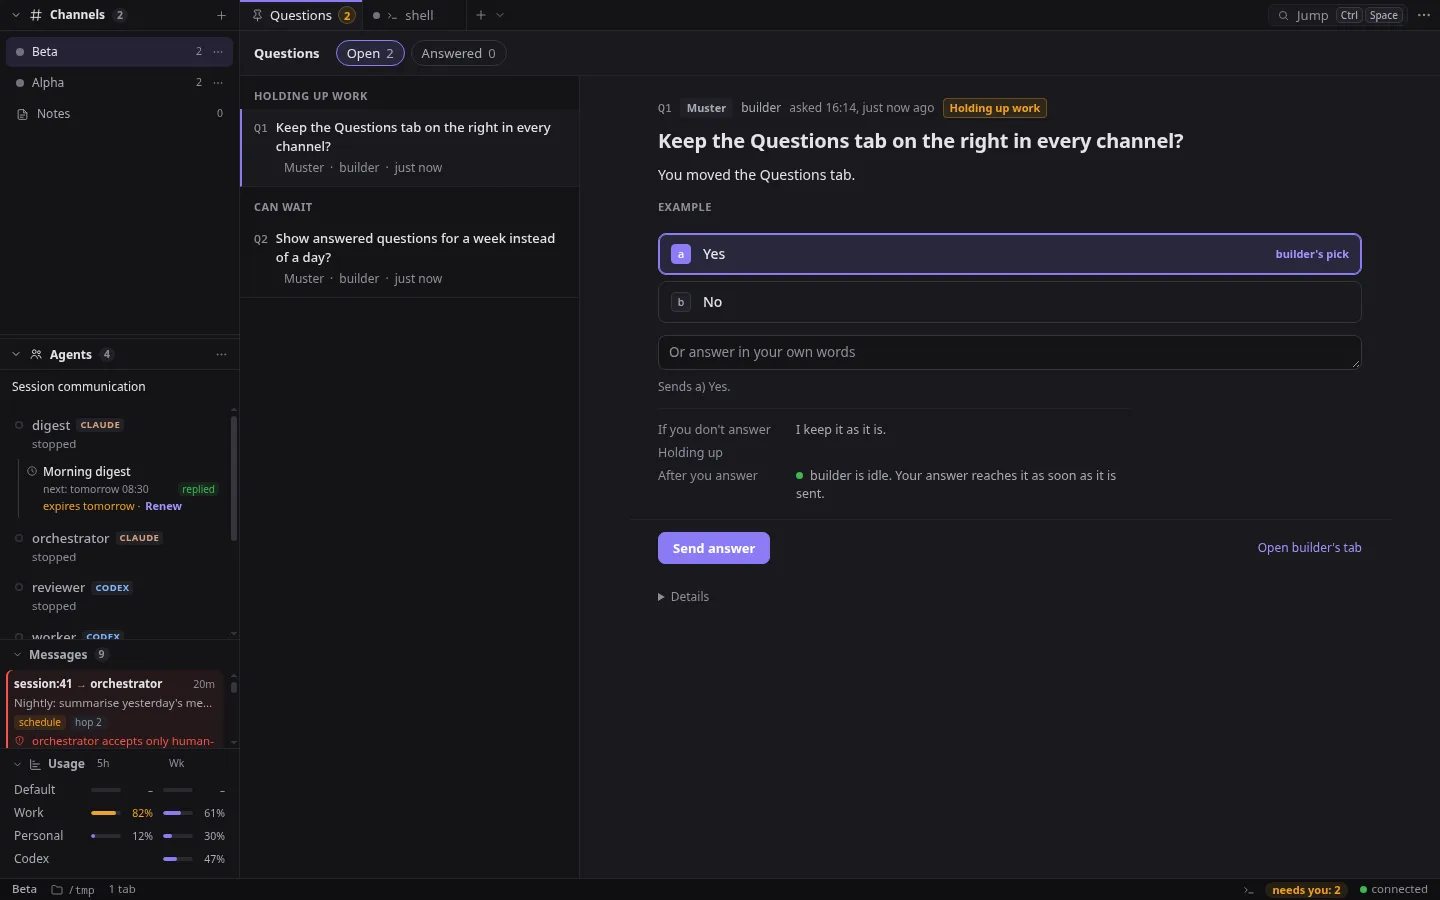 Channels 2
Beta 2
Alpha 2
Notes 0
Agents 4
Session communication
digest CLAUDE
stopped
Morning digest
next: tomorrow 08:30 replied
expires tomorrow · Renew
orchestrator CLAUDE
stopped
reviewer CODEX
stopped
worker CODEX
Messages 9
session:41 → orchestrator 20m
Nightly: summarise yesterday's me...
schedule hop 2
orchestrator accepts only human-
Usage 5h Wk
Default – –
Work 82% 61%
Personal 12% 30%
Codex 47%
Questions 2
shell
Jump Ctrl Space
Questions Open 2 Answered 0
HOLDING UP WORK
Q1 Keep the Questions tab on the right in every
channel?
Muster · builder · just now
CAN WAIT
Q2 Show answered questions for a week instead
of a day?
Muster · builder · just now
Q1 Muster builder asked 16:14, just now ago Holding up work
Keep the Questions tab on the right in every channel?
You moved the Questions tab.
EXAMPLE
a Yes builder's pick
b No
Or answer in your own words
Sends a) Yes.
If you don't answer I keep it as it is.
Holding up
After you answer builder is idle. Your answer reaches it as soon as it is
sent.
Send answer Open builder's tab
Details
Beta /tmp 1 tab needs you: 2 connected